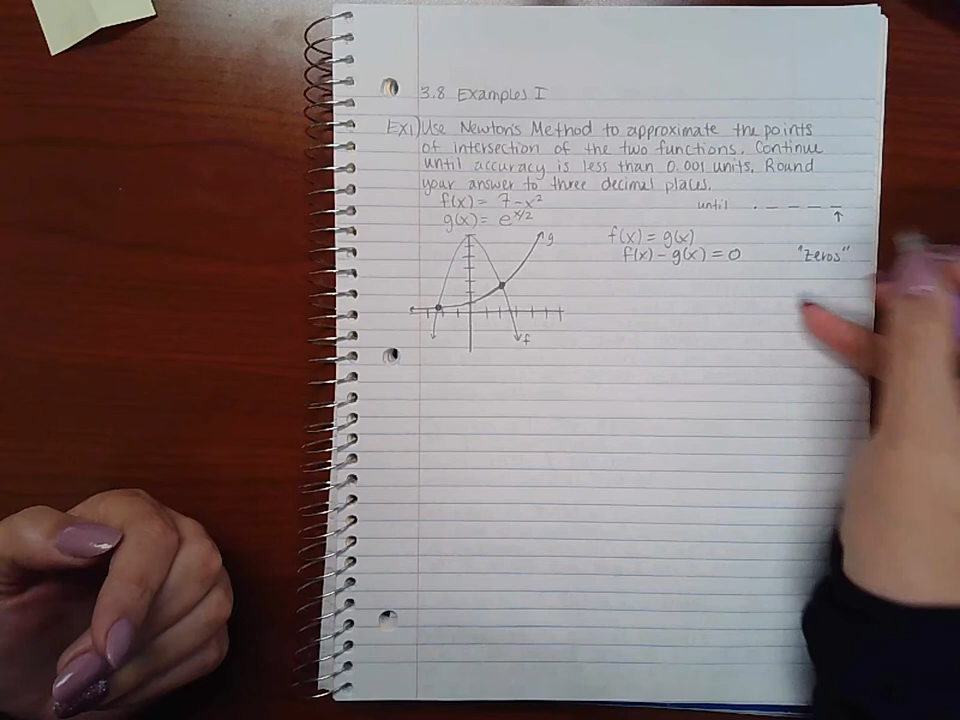 3.8 Examples I
Ex1) Use Newton's Method to approximate the points
of intersection of the two functions. Continue
until accuracy is less than 0.001 units. Round
your answer to three decimal places.
f(x) = 7-x²
g(x) = e^(x/2)
until . _ _ _ _
↑
f(x) = g(x)
f(x) - g(x) = 0 "zeros"
g
f